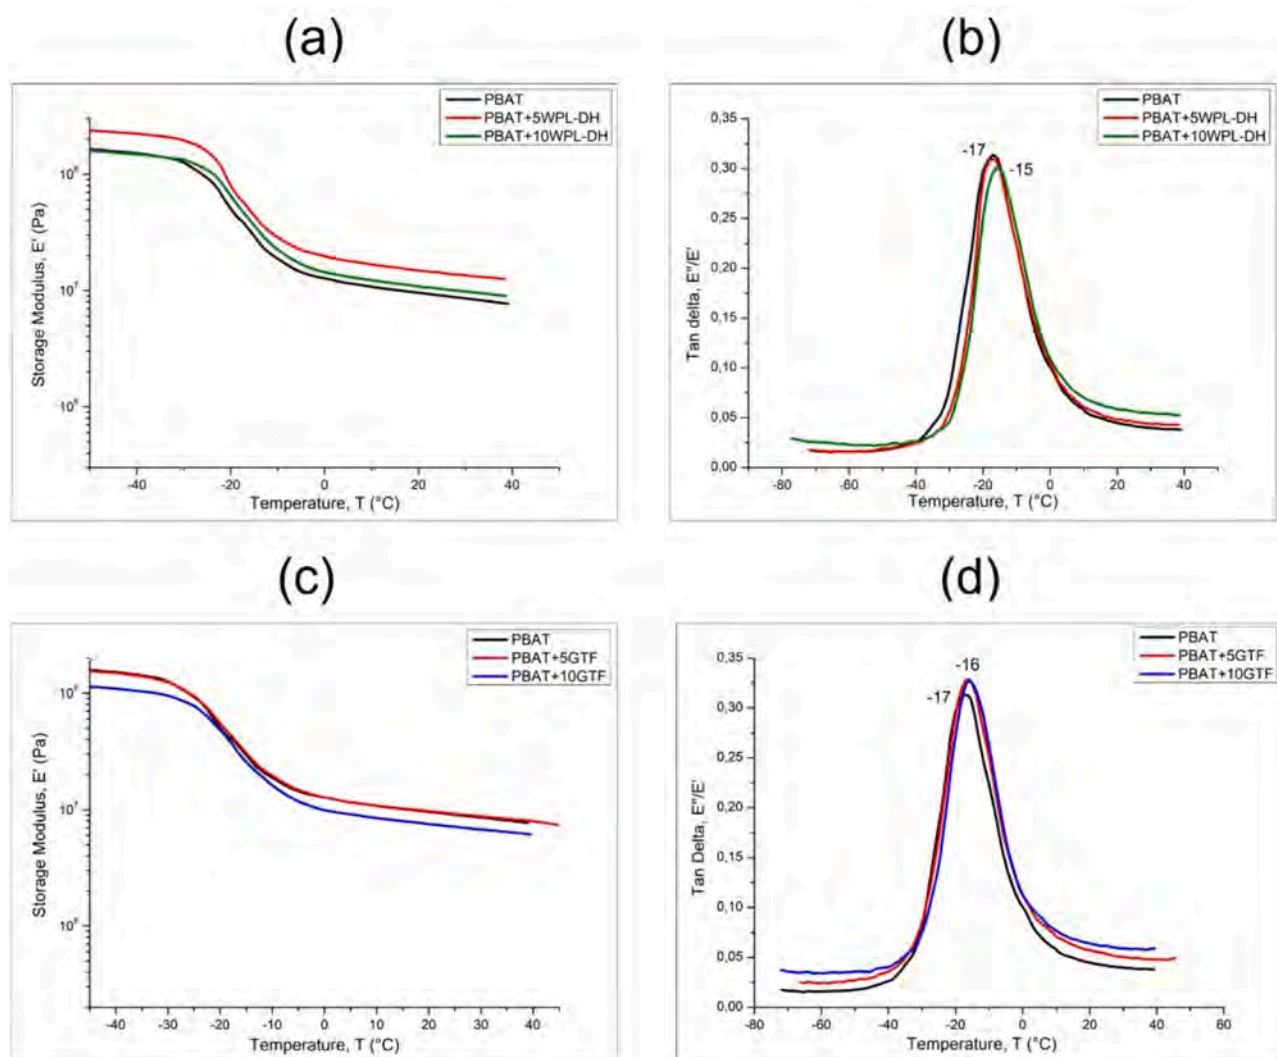 (a)
(b)
PBAT
PBAT+5WPL-DH
PBAT+10WPL-DH
Storage Modulus, E' (Pa)
10⁸
10⁷
10⁶
-40
-20
0
20
40
Temperature, T (°C)
PBAT
PBAT+5WPL-DH
PBAT+10WPL-DH
-17
-15
Tan delta, E"/E'
0,35
0,30
0,25
0,20
0,15
0,10
0,05
0,00
-80
-60
-40
-20
0
20
40
Temperature, T (°C)
(c)
(d)
PBAT
PBAT+5GTF
PBAT+10GTF
Storage Modulus, E' (Pa)
10⁷
-40
-30
-20
-10
0
10
20
30
40
Temperature, T (°C)
PBAT
PBAT+5GTF
PBAT+10GTF
-16
-17
Tan Delta, E"/E'
0,35
0,30
0,25
0,20
0,15
0,10
0,05
0,00
-80
-60
-40
-20
0
20
40
60
Temperature, T (°C)